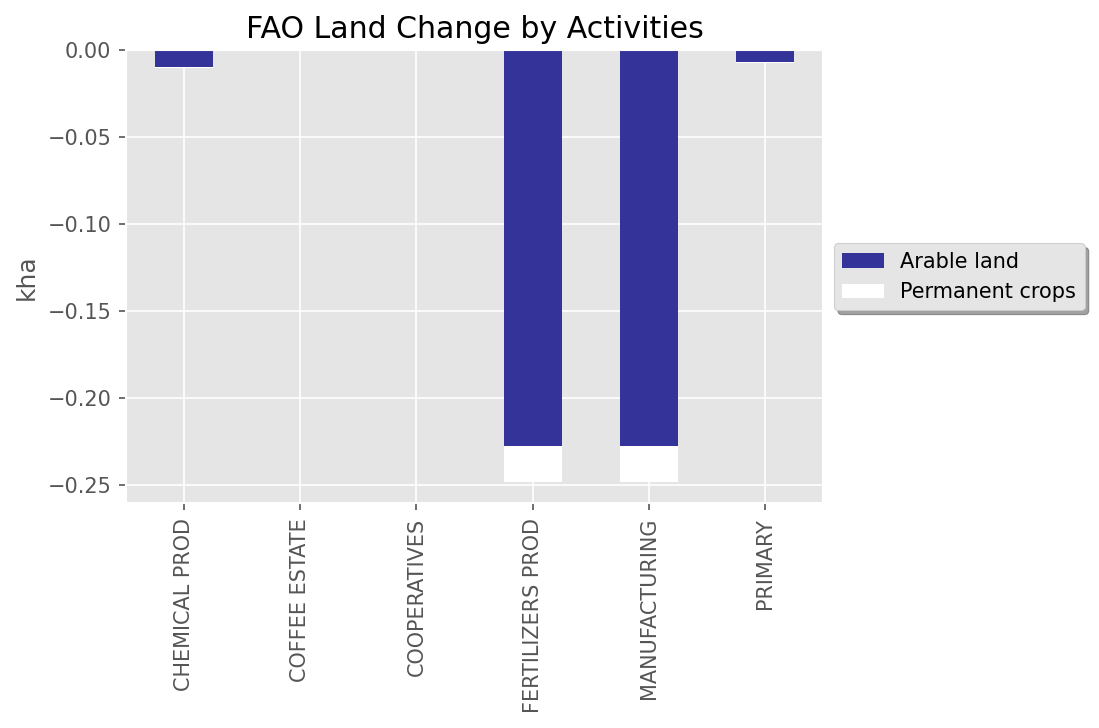 FAO Land Change by Activities
0.00
−0.05
−0.10
−0.15
−0.20
−0.25
kha
CHEMICAL PROD
COFFEE ESTATE
COOPERATIVES
FERTILIZERS PROD
MANUFACTURING
PRIMARY
Arable land
Permanent crops